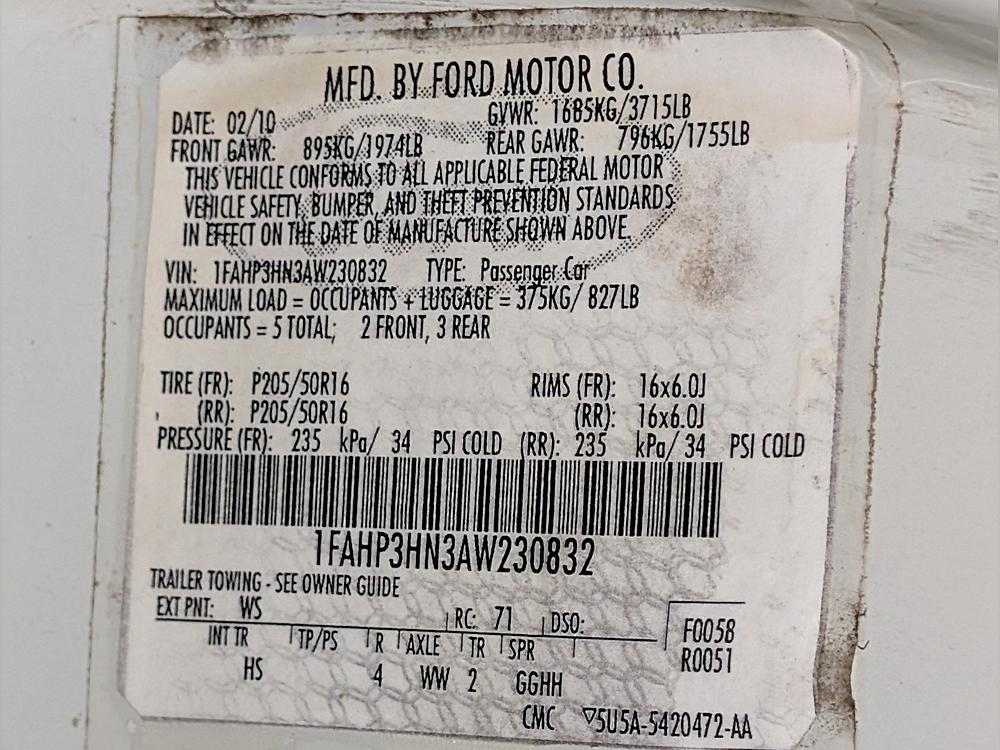 MFD. BY FORD MOTOR CO.
DATE: 02/10 GVWR: 1685KG/3715LB
FRONT GAWR: 895KG/1974LB REAR GAWR: 796KG/1755LB
THIS VEHICLE CONFORMS TO ALL APPLICABLE FEDERAL MOTOR
VEHICLE SAFETY, BUMPER, AND THEFT PREVENTION STANDARDS
IN EFFECT ON THE DATE OF MANUFACTURE SHOWN ABOVE.
VIN: 1FAHP3HN3AW230832 TYPE: Passenger Car
MAXIMUM LOAD = OCCUPANTS + LUGGAGE = 375KG/ 827LB
OCCUPANTS = 5 TOTAL; 2 FRONT, 3 REAR
TIRE (FR): P205/50R16 RIMS (FR): 16x6.0J
(RR): P205/50R16 (RR): 16x6.0J
PRESSURE (FR): 235 kPa/ 34 PSI COLD (RR): 235 kPa/ 34 PSI COLD
1FAHP3HN3AW230832
TRAILER TOWING - SEE OWNER GUIDE
EXT PNT: WS RC: 71 DSO: F0058
INT TR TP/PS R AXLE TR SPR R0051
HS 4 WW 2 GGHH
CMC ▽5U5A-5420472-AA